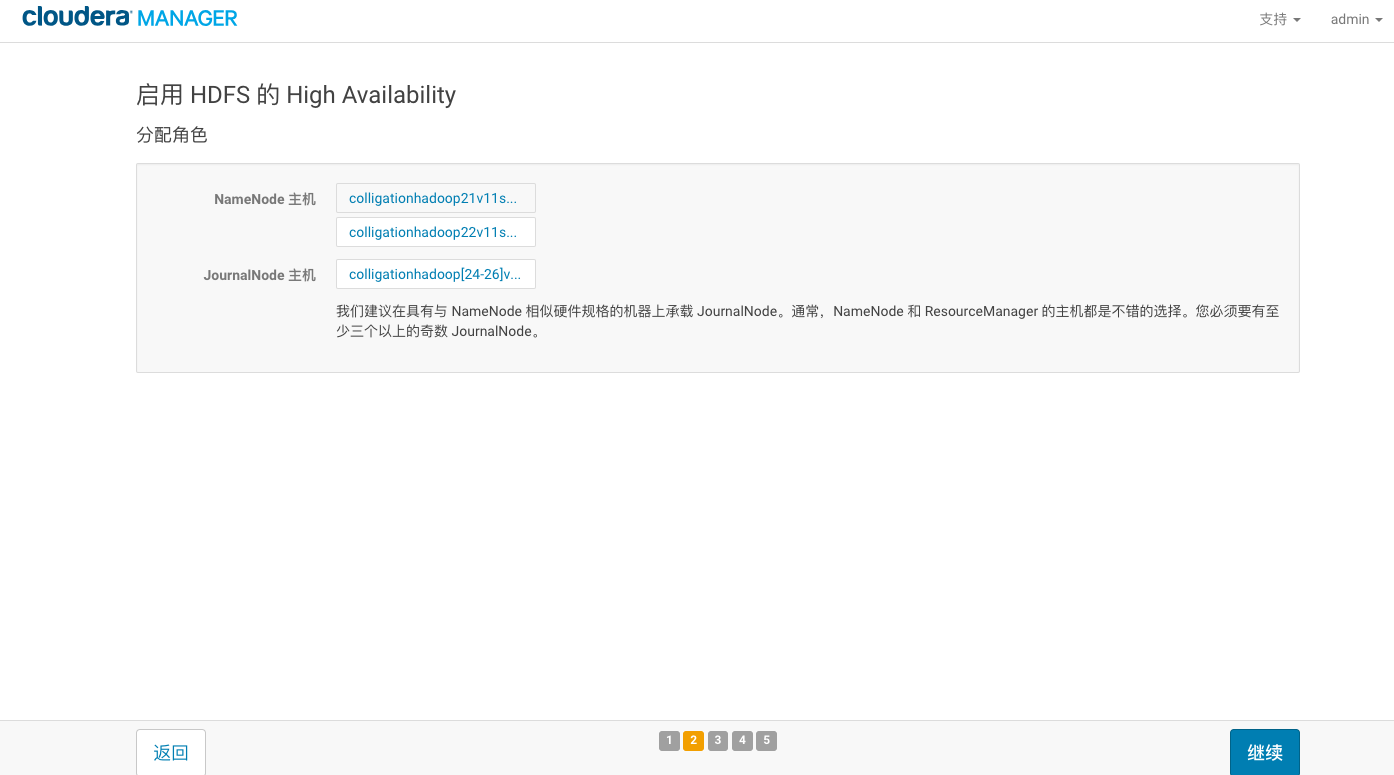 cloudera MANAGER
支持 admin
启用 HDFS 的 High Availability
分配角色
NameNode 主机 colligationhadoop21v11s...
colligationhadoop22v11s...
JournalNode 主机 colligationhadoop[24-26]v...
我们建议在具有与 NameNode 相似硬件规格的机器上承载 JournalNode。通常，NameNode 和 ResourceManager 的主机都是不错的选择。您必须要有至
少三个以上的奇数 JournalNode。
返回 1 2 3 4 5 继续